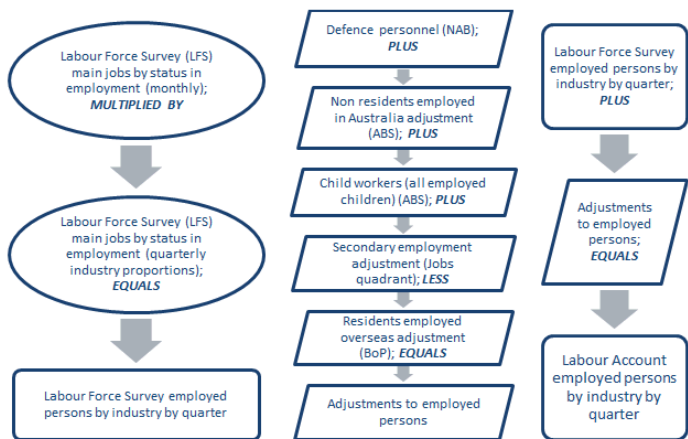 Labour Force Survey (LFS)
main jobs by status in
employment (monthly);
MULTIPLIED BY
Labour Force Survey (LFS)
main jobs by status in
employment (quarterly
industry proportions);
EQUALS
Labour Force Survey employed
persons by industry by quarter
Defence personnel (NAB);
PLUS
Non residents employed
in Australia adjustment
(ABS); PLUS
Child workers (all employed
children) (ABS); PLUS
Secondary employment
adjustment (Jobs
quadrant); LESS
Residents employed
overseas adjustment
(BoP); EQUALS
Adjustments to employed
persons
Labour Force Survey
employed persons by
industry by quarter;
PLUS
Adjustments
to employed
persons;
EQUALS
Labour Account
employed persons
by industry by
quarter